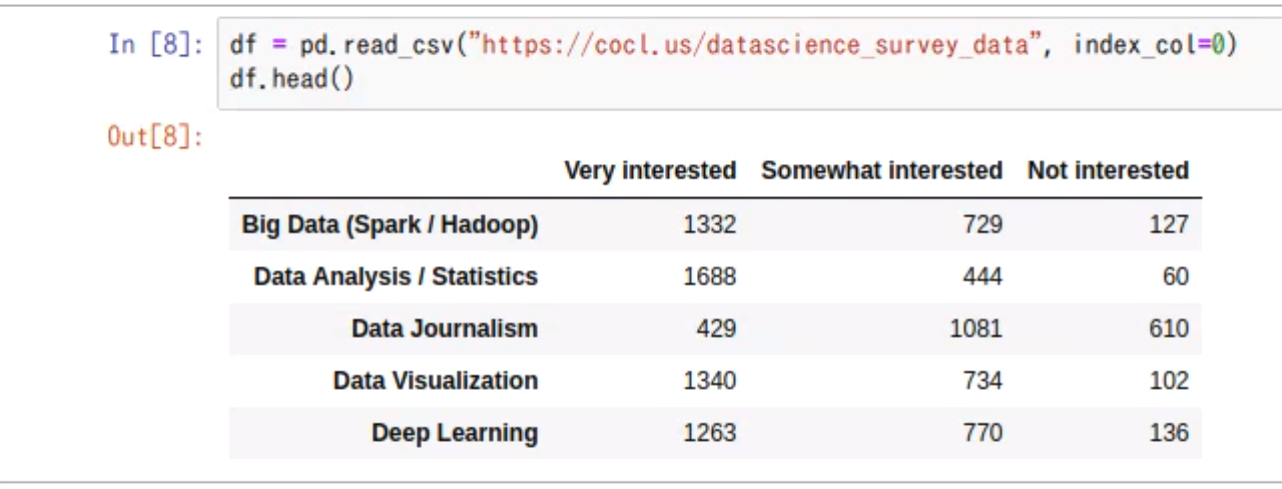 In [8]: df = pd.read_csv("https://cocl.us/datascience_survey_data", index_col=0)
df.head()
Out[8]:
Very interested Somewhat interested Not interested
Big Data (Spark / Hadoop) 1332 729 127
Data Analysis / Statistics 1688 444 60
Data Journalism 429 1081 610
Data Visualization 1340 734 102
Deep Learning 1263 770 136